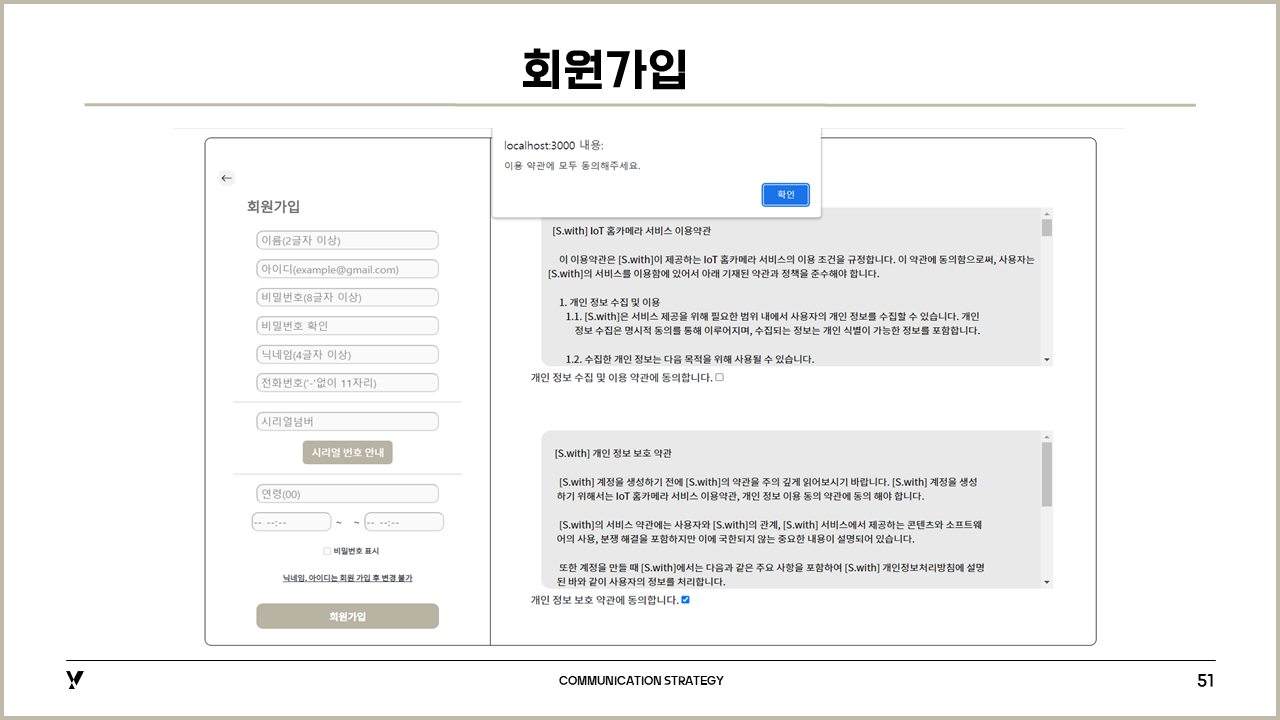 회원가입
localhost:3000 내용:
이용 약관에 모두 동의해주세요.
확인
회원가입
이름(2글자 이상)
아이디(example@gmail.com)
비밀번호(8글자 이상)
비밀번호 확인
닉네임(4글자 이상)
전화번호('-'없이 11자리)
시리얼넘버
시리얼 번호 안내
연령(00)
-- --:-- ~ ~ -- --:--
비밀번호 표시
닉네임, 아이디는 회원 가입 후 변경 불가
회원가입
[S.with] IoT 홈카메라 서비스 이용약관
이 이용약관은 [S.with]이 제공하는 IoT 홈카메라 서비스의 이용 조건을 규정합니다. 이 약관에 동의함으로써, 사용자는
[S.with]의 서비스를 이용함에 있어서 아래 기재된 약관과 정책을 준수해야 합니다.
1. 개인 정보 수집 및 이용
1.1. [S.with]은 서비스 제공을 위해 필요한 범위 내에서 사용자의 개인 정보를 수집할 수 있습니다. 개인
정보 수집은 명시적 동의를 통해 이루어지며, 수집되는 정보는 개인 식별이 가능한 정보를 포함합니다.
1.2. 수집한 개인 정보는 다음 목적을 위해 사용될 수 있습니다.
개인 정보 수집 및 이용 약관에 동의합니다.
[S.with] 개인 정보 보호 약관
[S.with] 계정을 생성하기 전에 [S.with]의 약관을 주의 깊게 읽어보시기 바랍니다. [S.with] 계정을 생성
하기 위해서는 IoT 홈카메라 서비스 이용약관, 개인 정보 이용 동의 약관에 동의 해야 합니다.
[S.with]의 서비스 약관에는 사용자와 [S.with]의 관계, [S.with] 서비스에서 제공하는 콘텐츠와 소프트웨
어의 사용, 분쟁 해결을 포함하지만 이에 국한되지 않는 중요한 내용이 설명되어 있습니다.
또한 계정을 만들 때 [S.with]에서는 다음과 같은 주요 사항을 포함하여 [S.with] 개인정보처리방침에 설명
된 바와 같이 사용자의 정보를 처리합니다.
개인 정보 보호 약관에 동의합니다.
COMMUNICATION STRATEGY
51